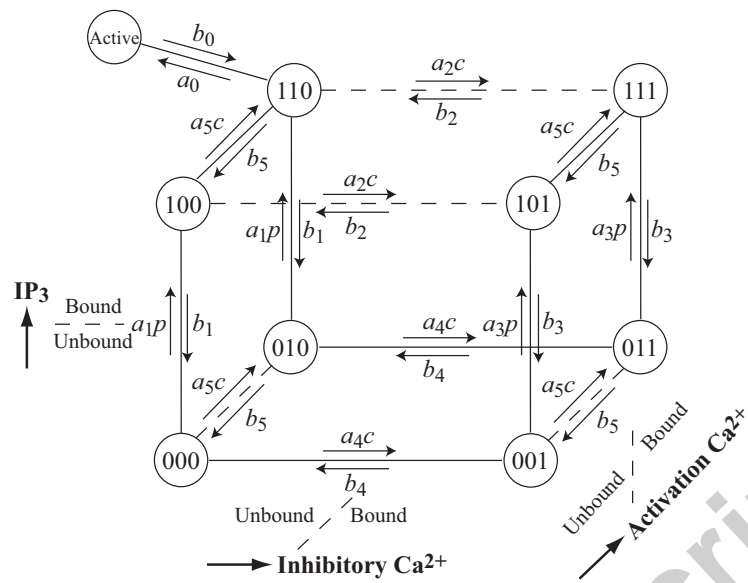 Active
b₀
a₀
110
a₂c
b₂
111
a₅c
b₅
a₅c
b₅
100
a₂c
b₂
101
a₁p
b₁
a₃p
b₃
IP₃
Bound
Unbound
a₁p
b₁
010
a₄c
b₄
a₃p
b₃
011
a₅c
b₅
a₅c
b₅
000
a₄c
b₄
001
Unbound
Bound
Inhibitory Ca²⁺
Unbound
Bound
Activation Ca²⁺